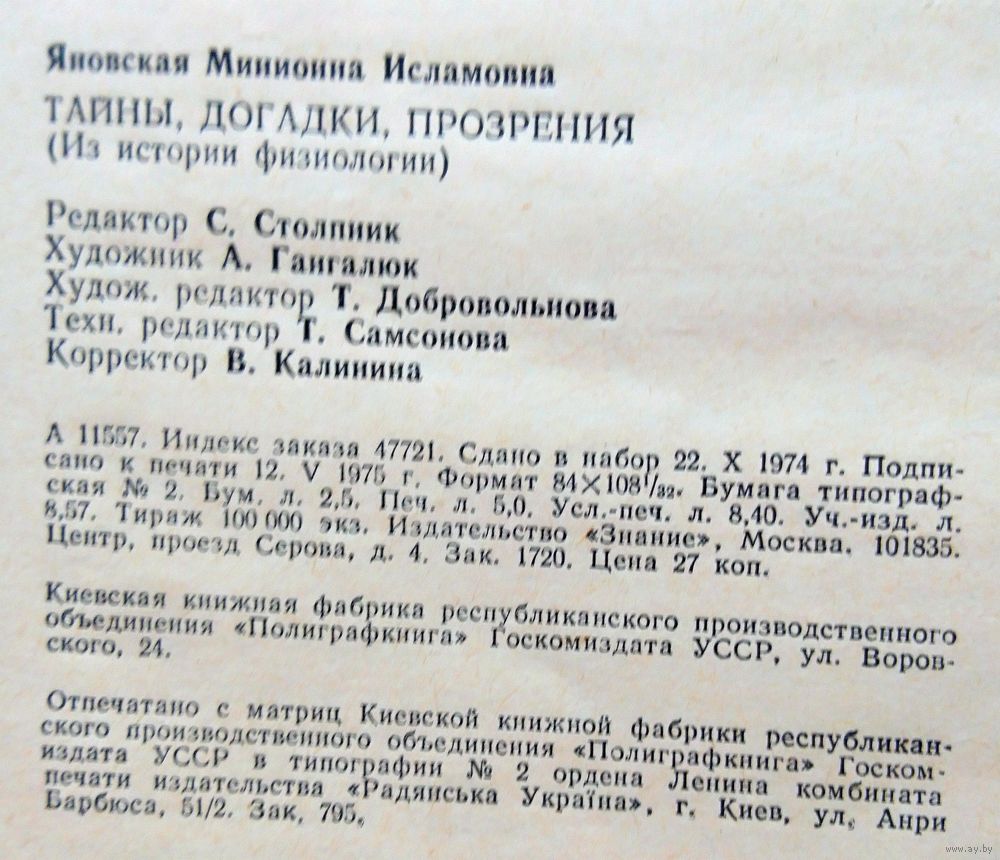 Яновская Минионна Исламовна
ТАЙНЫ, ДОГАДКИ, ПРОЗРЕНИЯ
(Из истории физиологии)
Редактор С. Столпник
Художник А. Гангалюк
Худож. редактор Т. Добровольнова
Техн. редактор Т. Самсонова
Корректор В. Калинина
А 11557. Индекс заказа 47721. Сдано в набор 22. X 1974 г. Подпи-
сано к печати 12. V 1975 г. Формат 84×108¹/₃₂. Бумага типограф-
ская № 2. Бум. л. 2,5. Печ. л. 5,0. Усл.-печ. л. 8,40. Уч.-изд. л.
8,57. Тираж 100 000 экз. Издательство «Знание», Москва. 101835.
Центр, проезд Серова, д. 4. Зак. 1720. Цена 27 коп.
Киевская книжная фабрика республиканского производственного
объединения «Полиграфкнига» Госкомиздата УССР, ул. Воров-
ского, 24.
Отпечатано с матриц Киевской книжной фабрики республикан-
ского производственного объединения «Полиграфкнига» Госком-
издата УССР в типографии № 2 ордена Ленина комбината
печати издательства «Радянська Україна», г. Киев, ул. Анри
Барбюса, 51/2. Зак. 795.
www.ay.by